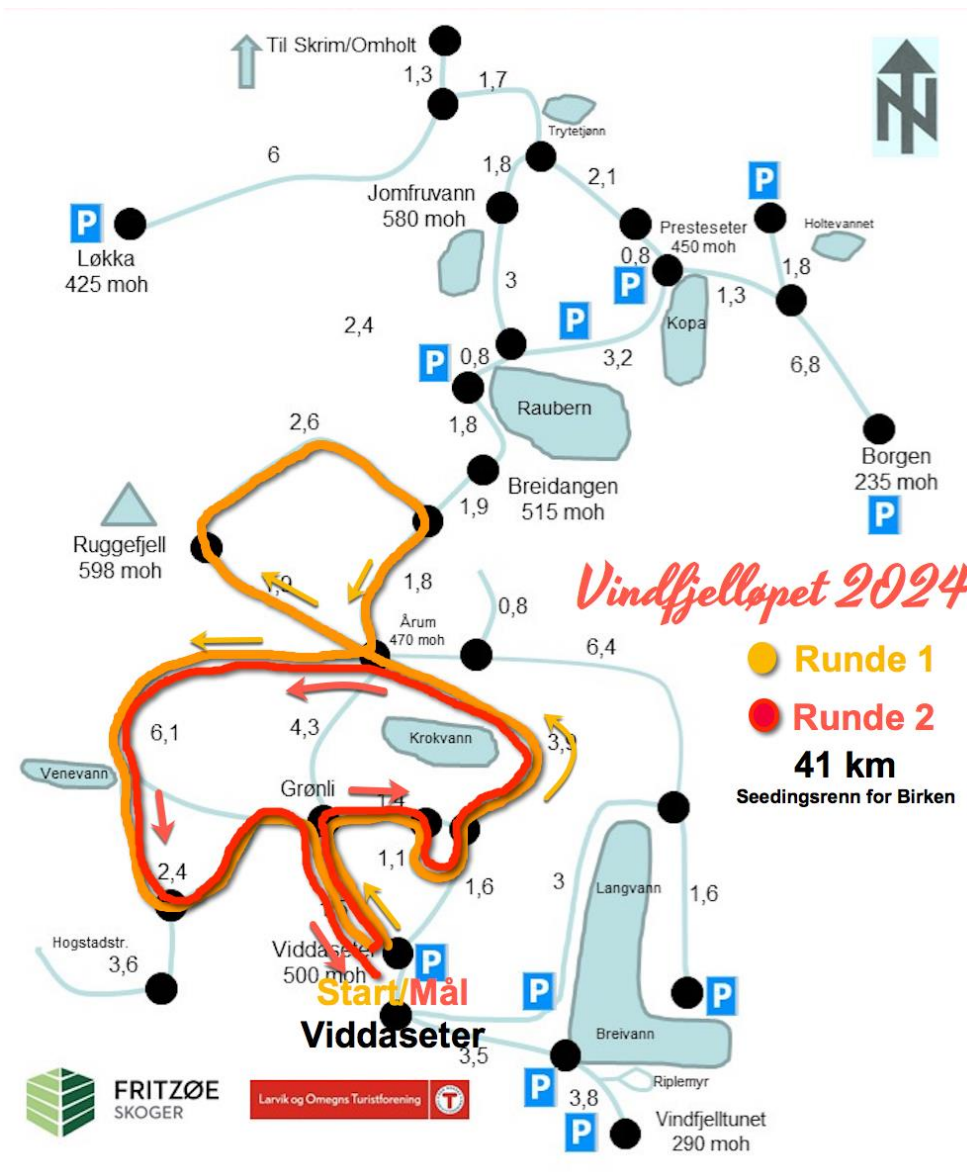 Til Skrim/Omholt
1,3
1,7
N
Trytetjønn
6
1,8
2,1
P
Jomfruvann
580 moh
P
Løkka
425 moh
Presteseter
450 moh
Holtevannet
0,8
1,8
P
3
1,3
P
Kopa
2,4
P
0,8
3,2
6,8
Raubern
2,6
1,8
Borgen
235 moh
P
Breidangen
515 moh
1,9
Ruggefjell
598 moh
1,8
Vindfjelløpet 2024
0,8
Årum
470 moh
6,4
Runde 1
4,3
Runde 2
6,1
Krokvann
3,9
41 km
Seedingsrenn for Birken
Venevann
Grønli
1,4
1,1
2,4
1,6
3
Langvann
1,6
Hogstadstr.
3,6
Viddaseter
500 moh
P
Start/Mål
Viddaseter
P
P
Breivann
3,5
P
Riplemyr
3,8
P
Vindfjelltunet
290 moh
FRITZØE
SKOGER
Larvik og Omegns Turistforening
T